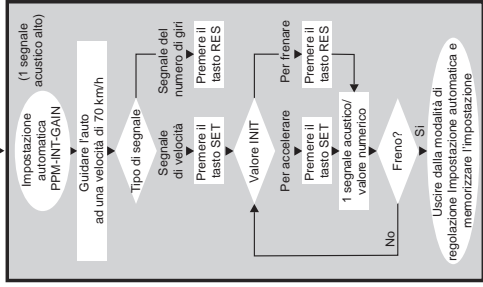 (1 segnale
acustico alto)
Impostazione
automatica
PPM-INT-GAIN
Guidare l'auto
ad una velocità di 70 km/h
Tipo di segnale
Segnale
di velocità
Segnale del
numero di giri
Premere il
tasto SET
Premere il
tasto RES
Valore INIT
Per accelerare
Per frenare
Premere il
tasto SET
Premere il
tasto RES
1 segnale acustico/
valore numerico
Freno?
No
Si
Uscire dalla modalità di
regolazione Impostazione automatica e
memorizzare l'impostazione